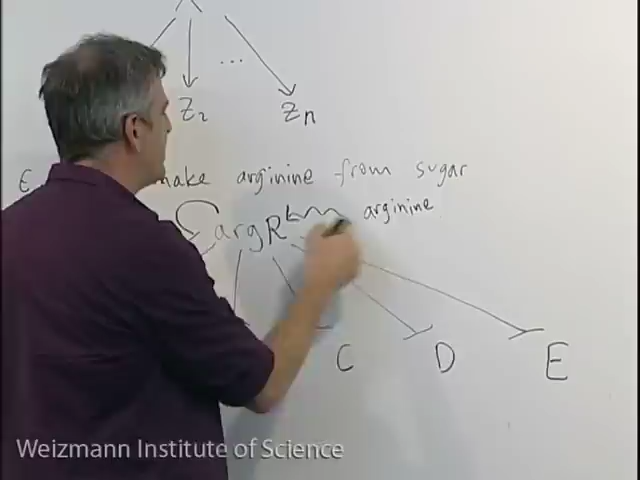 Z2 ... Zn
make arginine from sugar
argR arginine
C D E
Weizmann Institute of Science